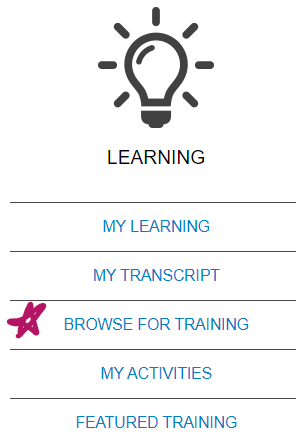 LEARNING
MY LEARNING
MY TRANSCRIPT
BROWSE FOR TRAINING
MY ACTIVITIES
FEATURED TRAINING